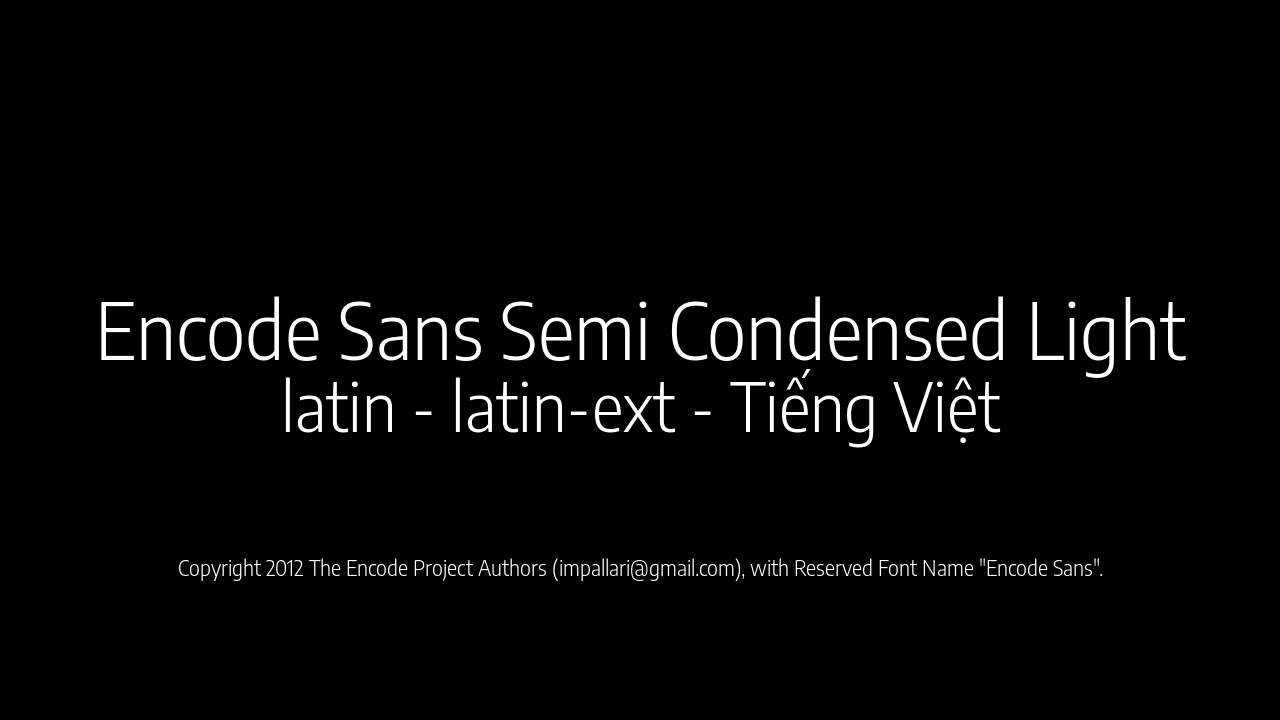 Encode Sans Semi Condensed Light
latin - latin-ext - Tiếng Việt
Copyright 2012 The Encode Project Authors (impallari@gmail.com), with Reserved Font Name "Encode Sans".